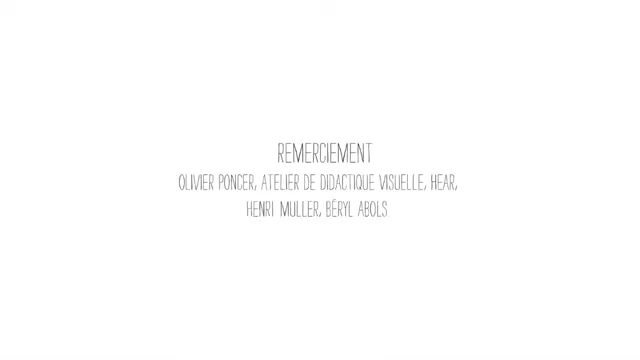 REMERCIEMENT
OLIVIER PONCER, ATELIER DE DIDACTIQUE VISUELLE, HEAR,
HENRI MULLER, BÉRYL ABOLS.